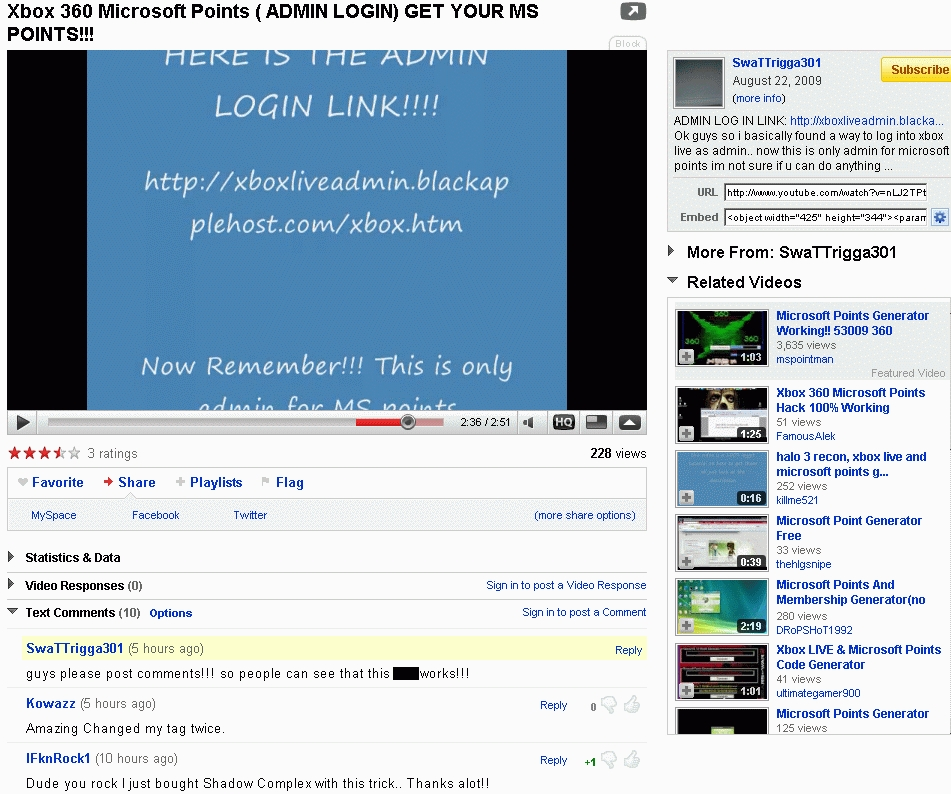 Xbox 360 Microsoft Points ( ADMIN LOGIN) GET YOUR MS
POINTS!!!
Block
HERE IS THE ADMIN
LOGIN LINK!!!!
http://xboxliveadmin.blackap
plehost.com/xbox.htm
Now Remember!!! This is only
admin for MS points
2:36 / 2:51
HQ
3 ratings
228 views
Favorite
Share
Playlists
Flag
MySpace
Facebook
Twitter
(more share options)
Statistics & Data
Video Responses (0)
Sign in to post a Video Response
Text Comments (10) Options
Sign in to post a Comment
SwaTTrigga301 (5 hours ago)
Reply
guys please post comments!!! so people can see that this works!!!
Kowazz (5 hours ago)
Reply
0
Amazing Changed my tag twice.
IFknRock1 (10 hours ago)
Reply
+1
Dude you rock I just bought Shadow Complex with this trick.. Thanks alot!!
SwaTTrigga301
August 22, 2009
(more info)
Subscribe
ADMIN LOG IN LINK: http://xboxliveadmin.blacka...
Ok guys so i basically found a way to log into xbox
live as admin.. now this is only admin for microsoft
points im not sure if u can do anything ...
URL
http://www.youtube.com/watch?v=nLJ2TPt
Embed
<object width="425" height="344"><param
More From: SwaTTrigga301
Related Videos
Microsoft Points Generator
Working!! 53009 360
3,635 views
mspointman
1:03
Featured Video
Xbox 360 Microsoft Points
Hack 100% Working
51 views
FamousAlek
1:25
halo 3 recon, xbox live and
microsoft points g...
252 views
killme521
0:16
Microsoft Point Generator
Free
33 views
thehlgsnipe
0:39
Microsoft Points And
Membership Generator(no
280 views
DRoPSHoT1992
2:19
Xbox LIVE & Microsoft Points
Code Generator
41 views
ultimategamer900
1:01
Microsoft Points Generator
125 views